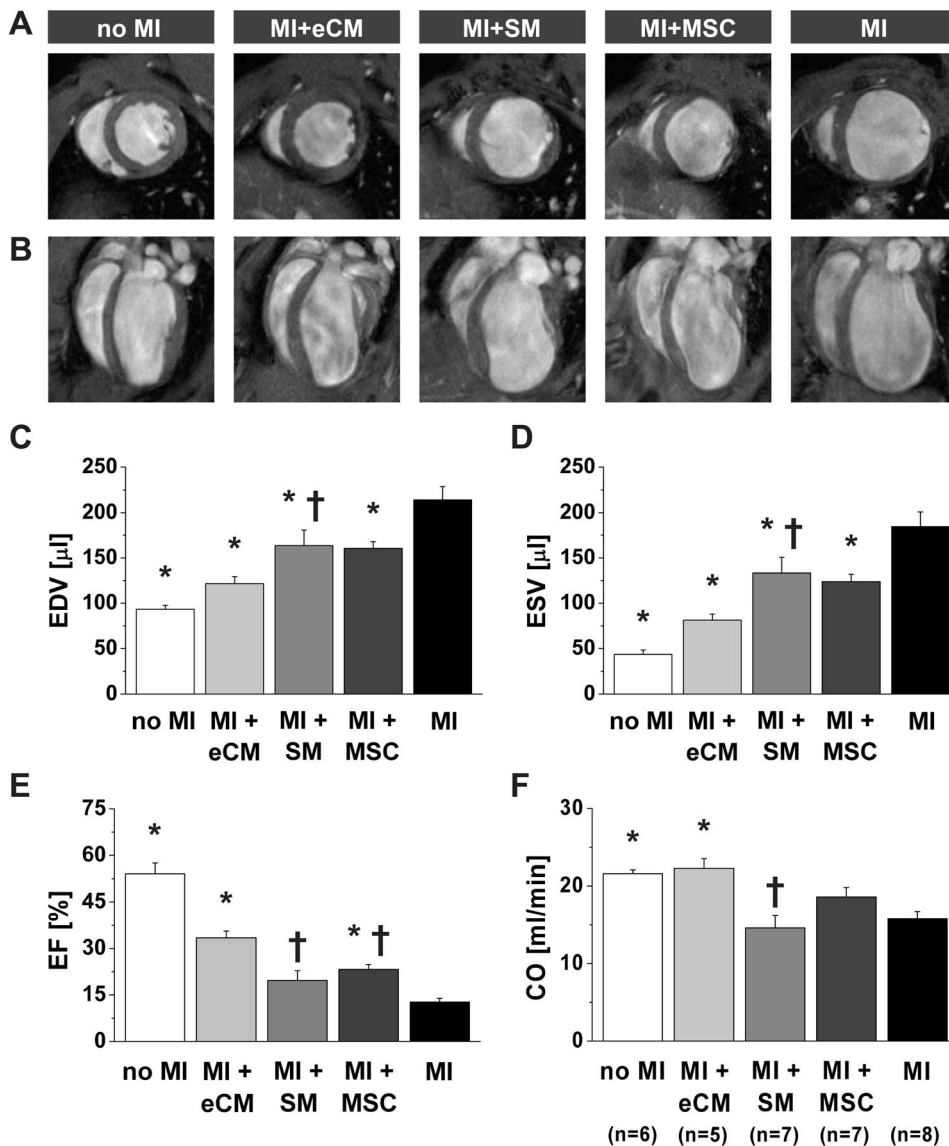 A
no MI
MI+eCM
MI+SM
MI+MSC
MI
B
C
EDV [µl]
250
200
150
100
50
0
*
*
* †
*
no MI
MI +
eCM
MI +
SM
MI +
MSC
MI
D
ESV [µl]
250
200
150
100
50
0
*
*
* †
*
no MI
MI +
eCM
MI +
SM
MI +
MSC
MI
E
EF [%]
75
60
45
30
15
0
*
*
†
* †
no MI
MI +
eCM
MI +
SM
MI +
MSC
MI
F
CO [ml/min]
30
20
10
0
*
*
†
no MI
MI +
eCM
MI +
SM
MI +
MSC
MI
(n=6)
(n=5)
(n=7)
(n=7)
(n=8)